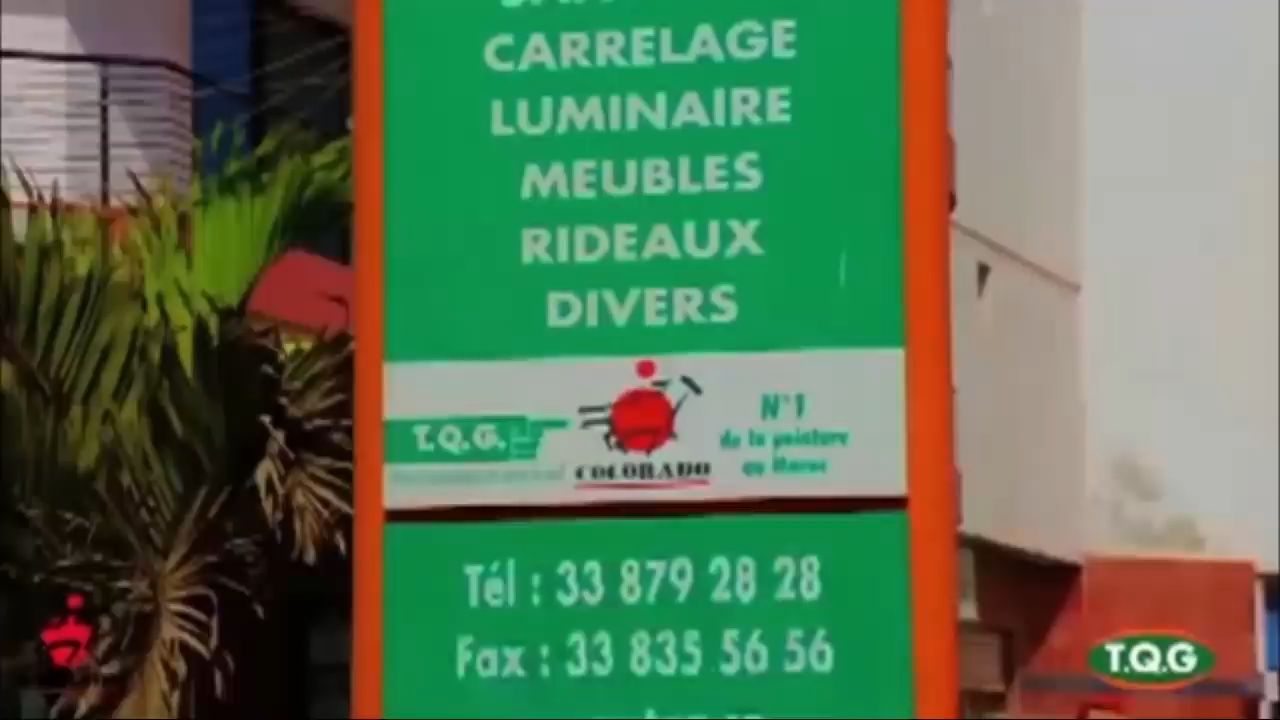 CARRELAGE
LUMINAIRE
MEUBLES
RIDEAUX
DIVERS
T.Q.G.
COLORADO
N°1
de la peinture
au Maroc
Tél : 33 879 28 28
Fax : 33 835 56 56
T.Q.G